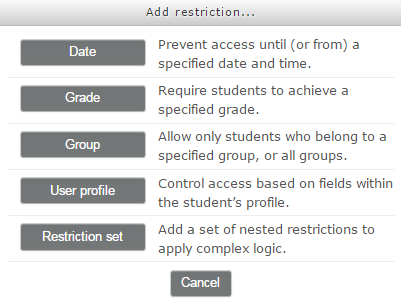 Add restriction...
Date
Prevent access until (or from) a
specified date and time.
Grade
Require students to achieve a
specified grade.
Group
Allow only students who belong to a
specified group, or all groups.
User profile
Control access based on fields within
the student’s profile.
Restriction set
Add a set of nested restrictions to
apply complex logic.
Cancel